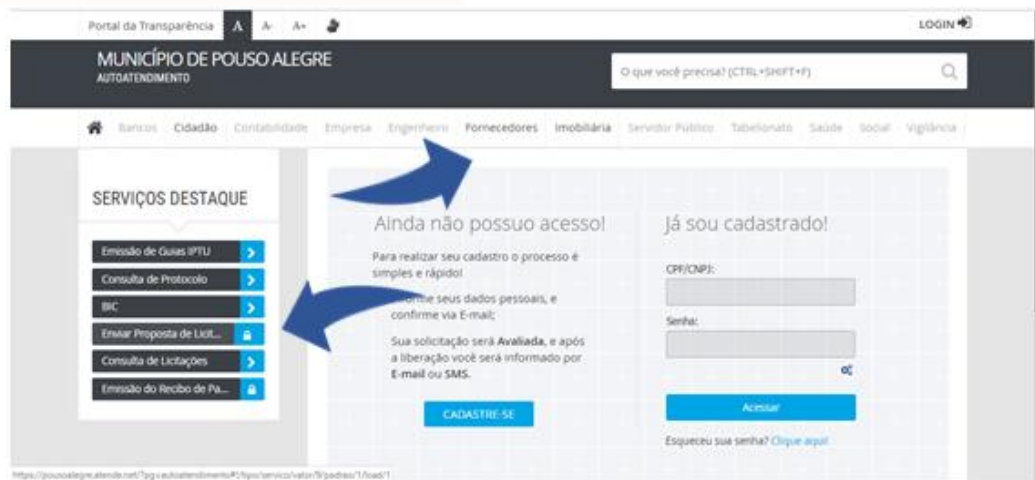 Portal da Transparência A A- A+ LOGIN
MUNICÍPIO DE POUSO ALEGRE
AUTOATENDIMENTO
O que você precisa? (CTRL+SHIFT+F)
Bancos Cidadão Contabilidade Empresa Engenheiro Fornecedores Imobiliária Servidor Público Tabelionato Saúde Social Vigilância
SERVIÇOS DESTAQUE
Emissão de Guias IPTU
Consulta de Protocolo
BIC
Enviar Proposta de Licit...
Consulta de Licitações
Emissão do Recibo de Pa...
Ainda não possuo acesso!
Para realizar seu cadastro o processo é
simples e rápido!
seus dados pessoais, e
confirme via E-mail;
Sua solicitação será Avaliada, e após
a liberação você será informado por
E-mail ou SMS.
CADASTRE-SE
Já sou cadastrado!
CPF/CNPJ:
Senha:
Acessar
Esqueceu sua senha? Clique aqui!